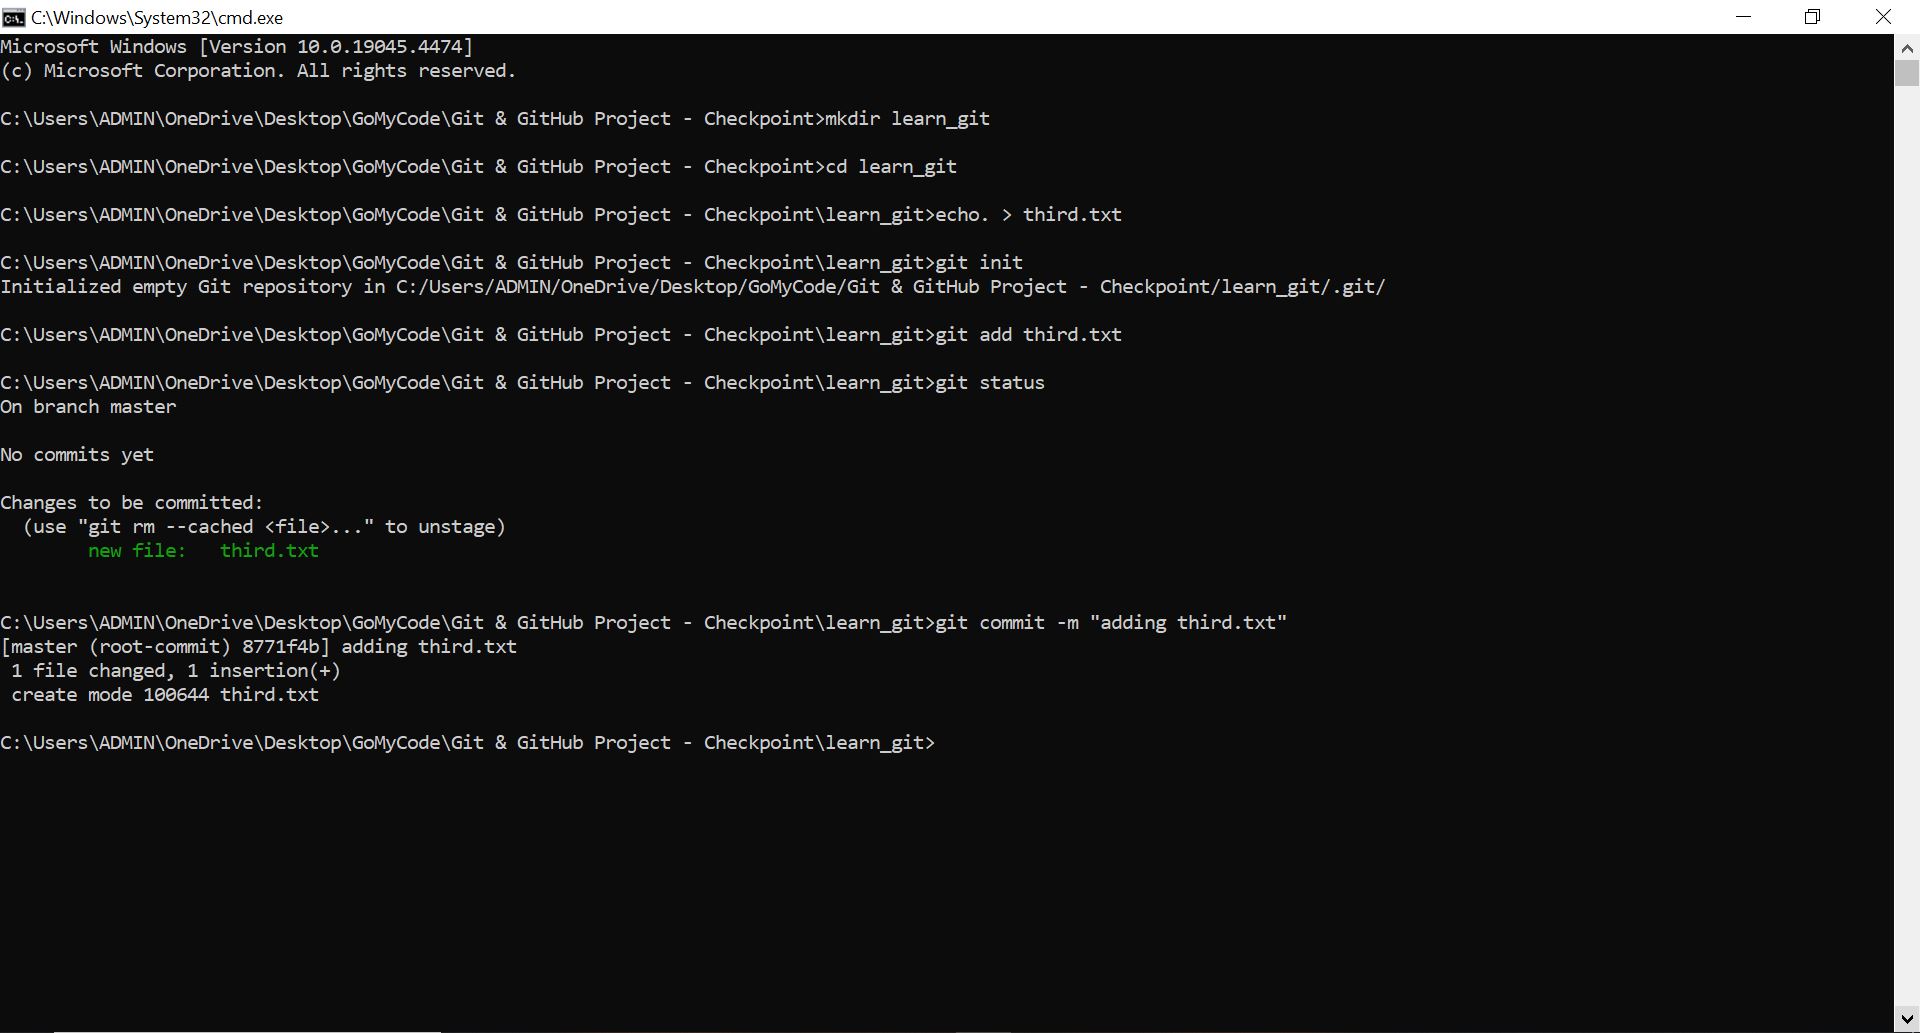 C:\Windows\System32\cmd.exe
Microsoft Windows [Version 10.0.19045.4474]
(c) Microsoft Corporation. All rights reserved.
C:\Users\ADMIN\OneDrive\Desktop\GoMyCode\Git & GitHub Project - Checkpoint>mkdir learn_git
C:\Users\ADMIN\OneDrive\Desktop\GoMyCode\Git & GitHub Project - Checkpoint>cd learn_git
C:\Users\ADMIN\OneDrive\Desktop\GoMyCode\Git & GitHub Project - Checkpoint\learn_git>echo. > third.txt
C:\Users\ADMIN\OneDrive\Desktop\GoMyCode\Git & GitHub Project - Checkpoint\learn_git>git init
Initialized empty Git repository in C:/Users/ADMIN/OneDrive/Desktop/GoMyCode/Git & GitHub Project - Checkpoint/learn_git/.git/
C:\Users\ADMIN\OneDrive\Desktop\GoMyCode\Git & GitHub Project - Checkpoint\learn_git>git add third.txt
C:\Users\ADMIN\OneDrive\Desktop\GoMyCode\Git & GitHub Project - Checkpoint\learn_git>git status
On branch master
No commits yet
Changes to be committed:
  (use "git rm --cached <file>..." to unstage)
        new file:   third.txt
C:\Users\ADMIN\OneDrive\Desktop\GoMyCode\Git & GitHub Project - Checkpoint\learn_git>git commit -m "adding third.txt"
[master (root-commit) 8771f4b] adding third.txt
 1 file changed, 1 insertion(+)
 create mode 100644 third.txt
C:\Users\ADMIN\OneDrive\Desktop\GoMyCode\Git & GitHub Project - Checkpoint\learn_git>